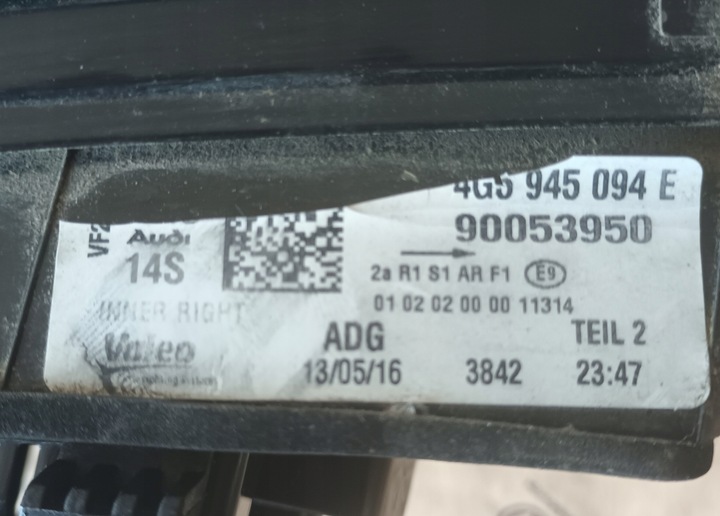 4G5 945 094 E
Audi
90053950
14S
2a R1 S1 AR F1 E9
01 02 02 00 00 11314
INNER RIGHT
Valeo
ADG
TEIL 2
13/05/16 3842 23:47